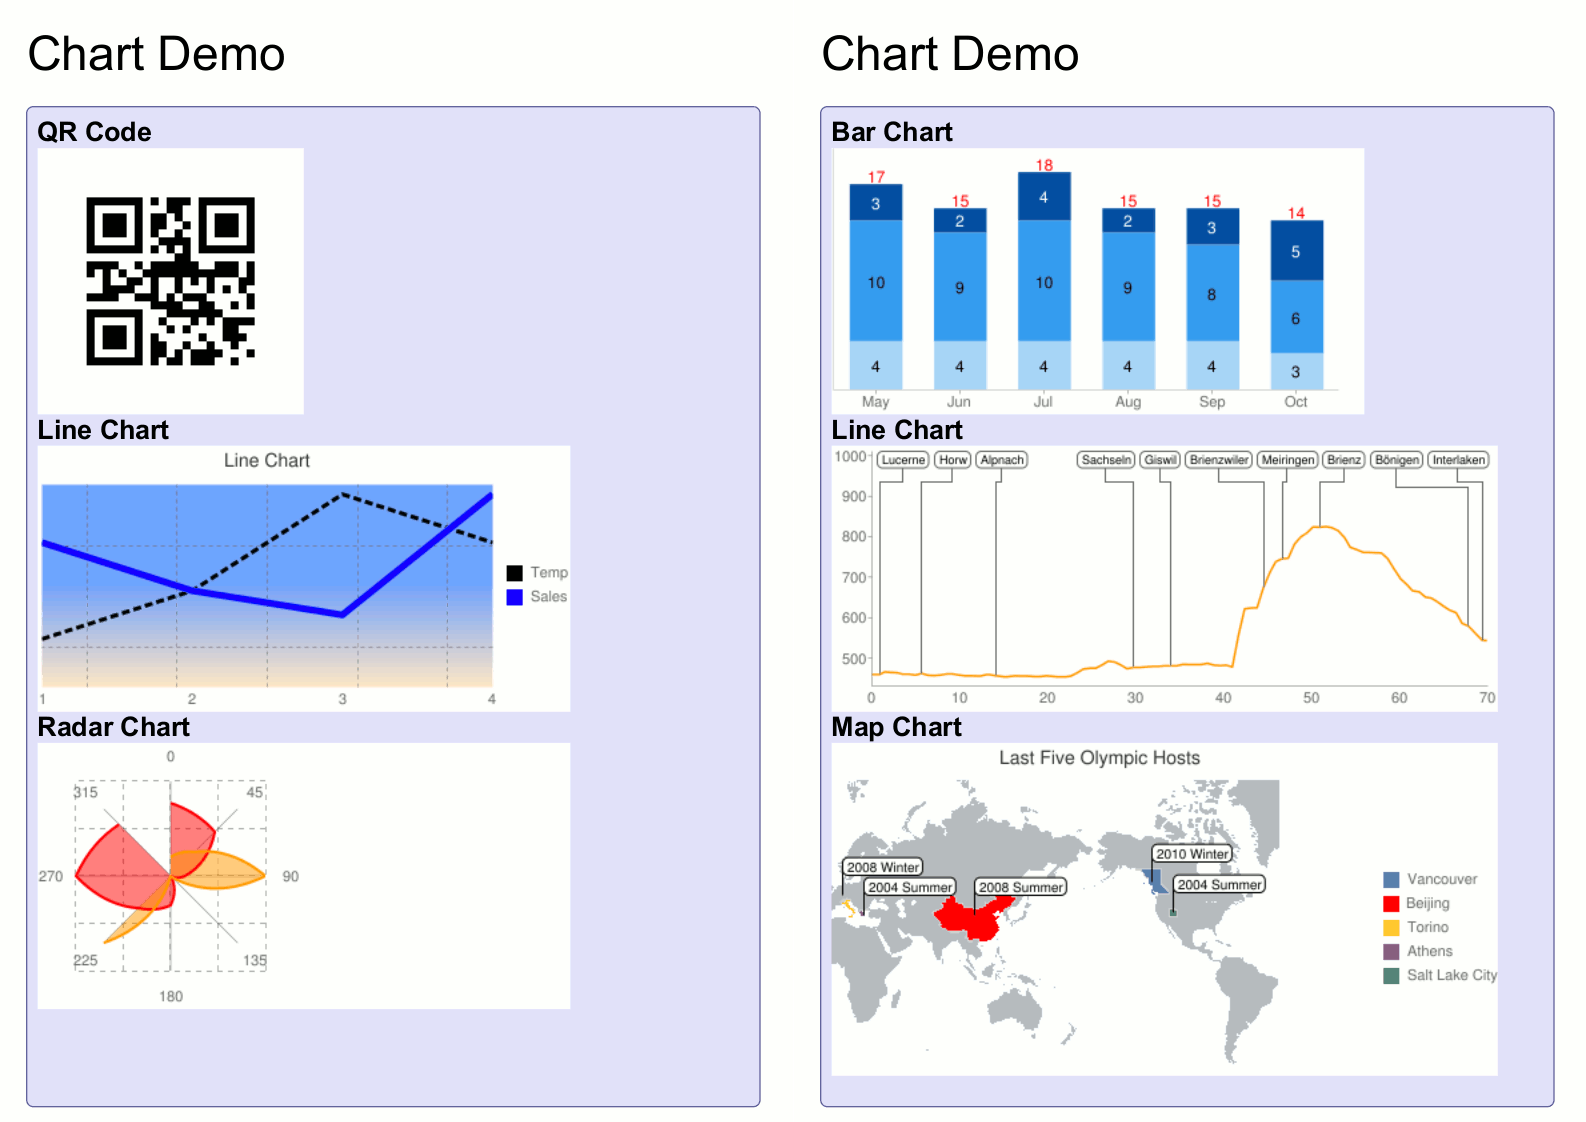 Chart Demo
QR Code
Line Chart
Line Chart
Temp
Sales
1 2 3 4
Radar Chart
0
315 45
270 90
225 135
180
Chart Demo
Bar Chart
17 15 18 15 15 14
3 2 4 2 3 5
10 9 10 9 8 6
4 4 4 4 4 3
May Jun Jul Aug Sep Oct
Line Chart
1000 Lucerne Horw Alpnach Sachseln Giswil Brienzwiler Meiringen Brienz Bönigen Interlaken
900
800
700
600
500
0 10 20 30 40 50 60 70
Map Chart
Last Five Olympic Hosts
2010 Winter
2008 Winter
2004 Summer 2008 Summer 2004 Summer
Vancouver
Beijing
Torino
Athens
Salt Lake City